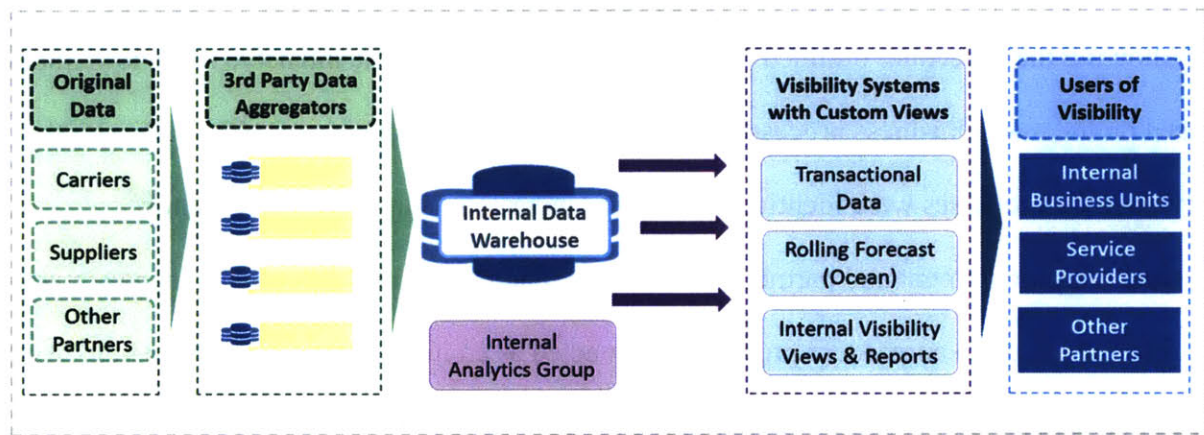 Original
Data
Carriers
Suppliers
Other
Partners
3rd Party Data
Aggregators
Internal Data
Warehouse
Internal
Analytics Group
Visibility Systems
with Custom Views
Transactional
Data
Rolling Forecast
(Ocean)
Internal Visibility
Views & Reports
Users of
Visibility
Internal
Business Units
Service
Providers
Other
Partners